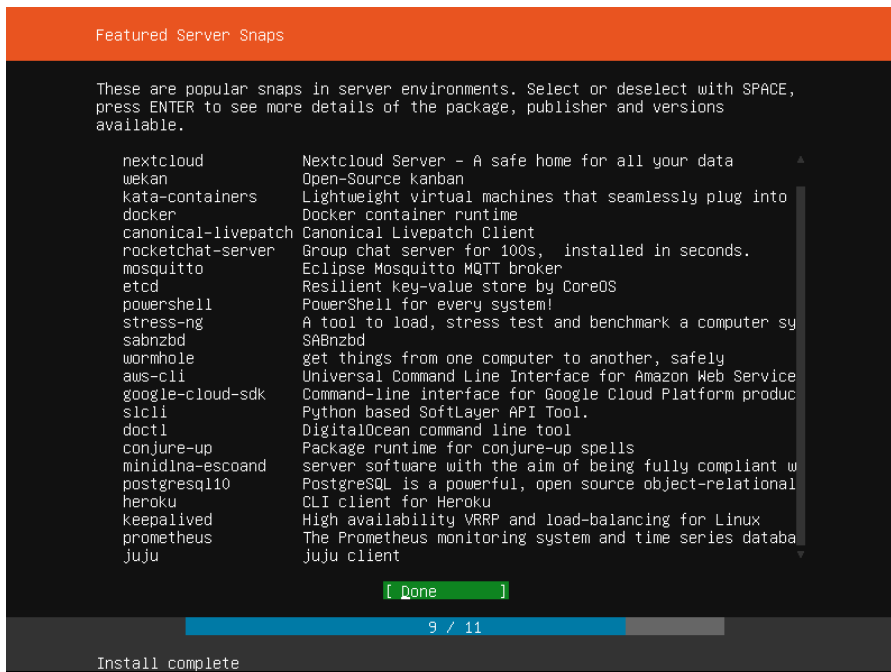 Featured Server Snaps
These are popular snaps in server environments. Select or deselect with SPACE,
press ENTER to see more details of the package, publisher and versions
available.
nextcloud Nextcloud Server – A safe home for all your data
wekan Open-Source kanban
kata-containers Lightweight virtual machines that seamlessly plug into
docker Docker container runtime
canonical-livepatch Canonical Livepatch Client
rocketchat-server Group chat server for 100s, installed in seconds.
mosquitto Eclipse Mosquitto MQTT broker
etcd Resilient key-value store by CoreOS
powershell PowerShell for every system!
stress-ng A tool to load, stress test and benchmark a computer sy
sabnzbd SABnzbd
wormhole get things from one computer to another, safely
aws-cli Universal Command Line Interface for Amazon Web Service
google-cloud-sdk Command-line interface for Google Cloud Platform produc
slcli Python based SoftLayer API Tool.
doctl DigitalOcean command line tool
conjure-up Package runtime for conjure-up spells
minidlna-escoand server software with the aim of being fully compliant w
postgresql10 PostgreSQL is a powerful, open source object-relational
heroku CLI client for Heroku
keepalived High availability VRRP and load-balancing for Linux
prometheus The Prometheus monitoring system and time series databa
juju juju client
[ Done ]
9 / 11
Install complete